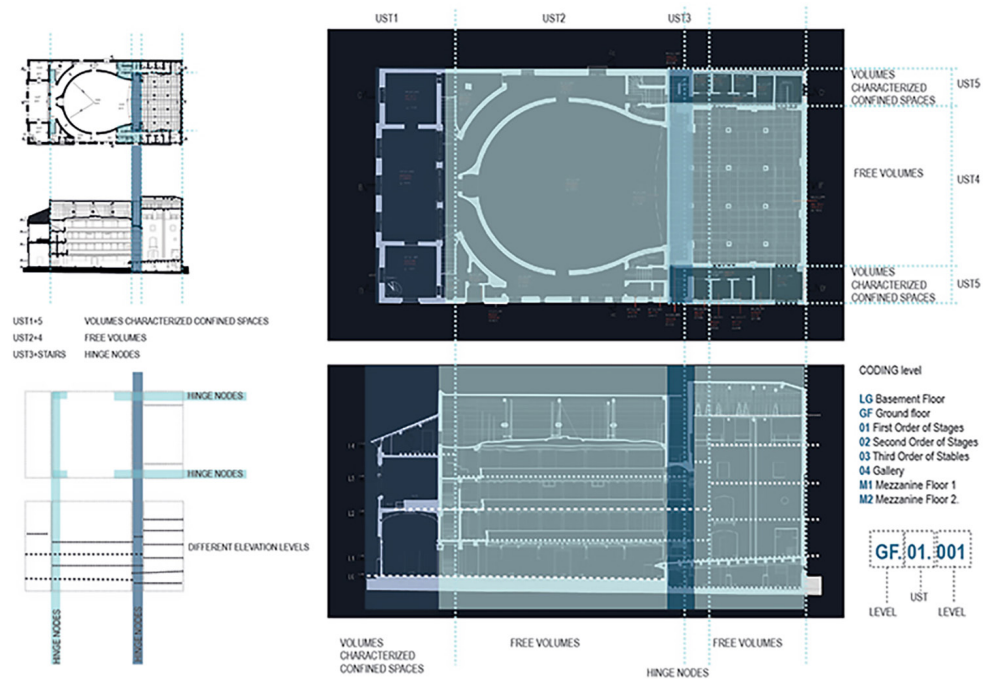 UST1
UST2
UST3
VOLUMES
CHARACTERIZED
CONFINED SPACES
UST5
FREE VOLUMES
UST4
VOLUMES
CHARACTERIZED
CONFINED SPACES
UST5
UST1+5 VOLUMES CHARACTERIZED CONFINED SPACES
UST2+4 FREE VOLUMES
UST3+STAIRS HINGE NODES
HINGE NODES
HINGE NODES
DIFFERENT ELEVATION LEVELS
HINGE NODES
HINGE NODES
L4
L3
L2
L1
CODING level
LG Basement Floor
GF Ground floor
01 First Order of Stages
02 Second Order of Stages
03 Third Order of Stables
04 Gallery
M1 Mezzanine Floor 1
M2 Mezzanine Floor 2.
GF. 01. 001
UST
LEVEL LEVEL
VOLUMES
CHARACTERIZED
CONFINED SPACES
FREE VOLUMES
FREE VOLUMES
HINGE NODES